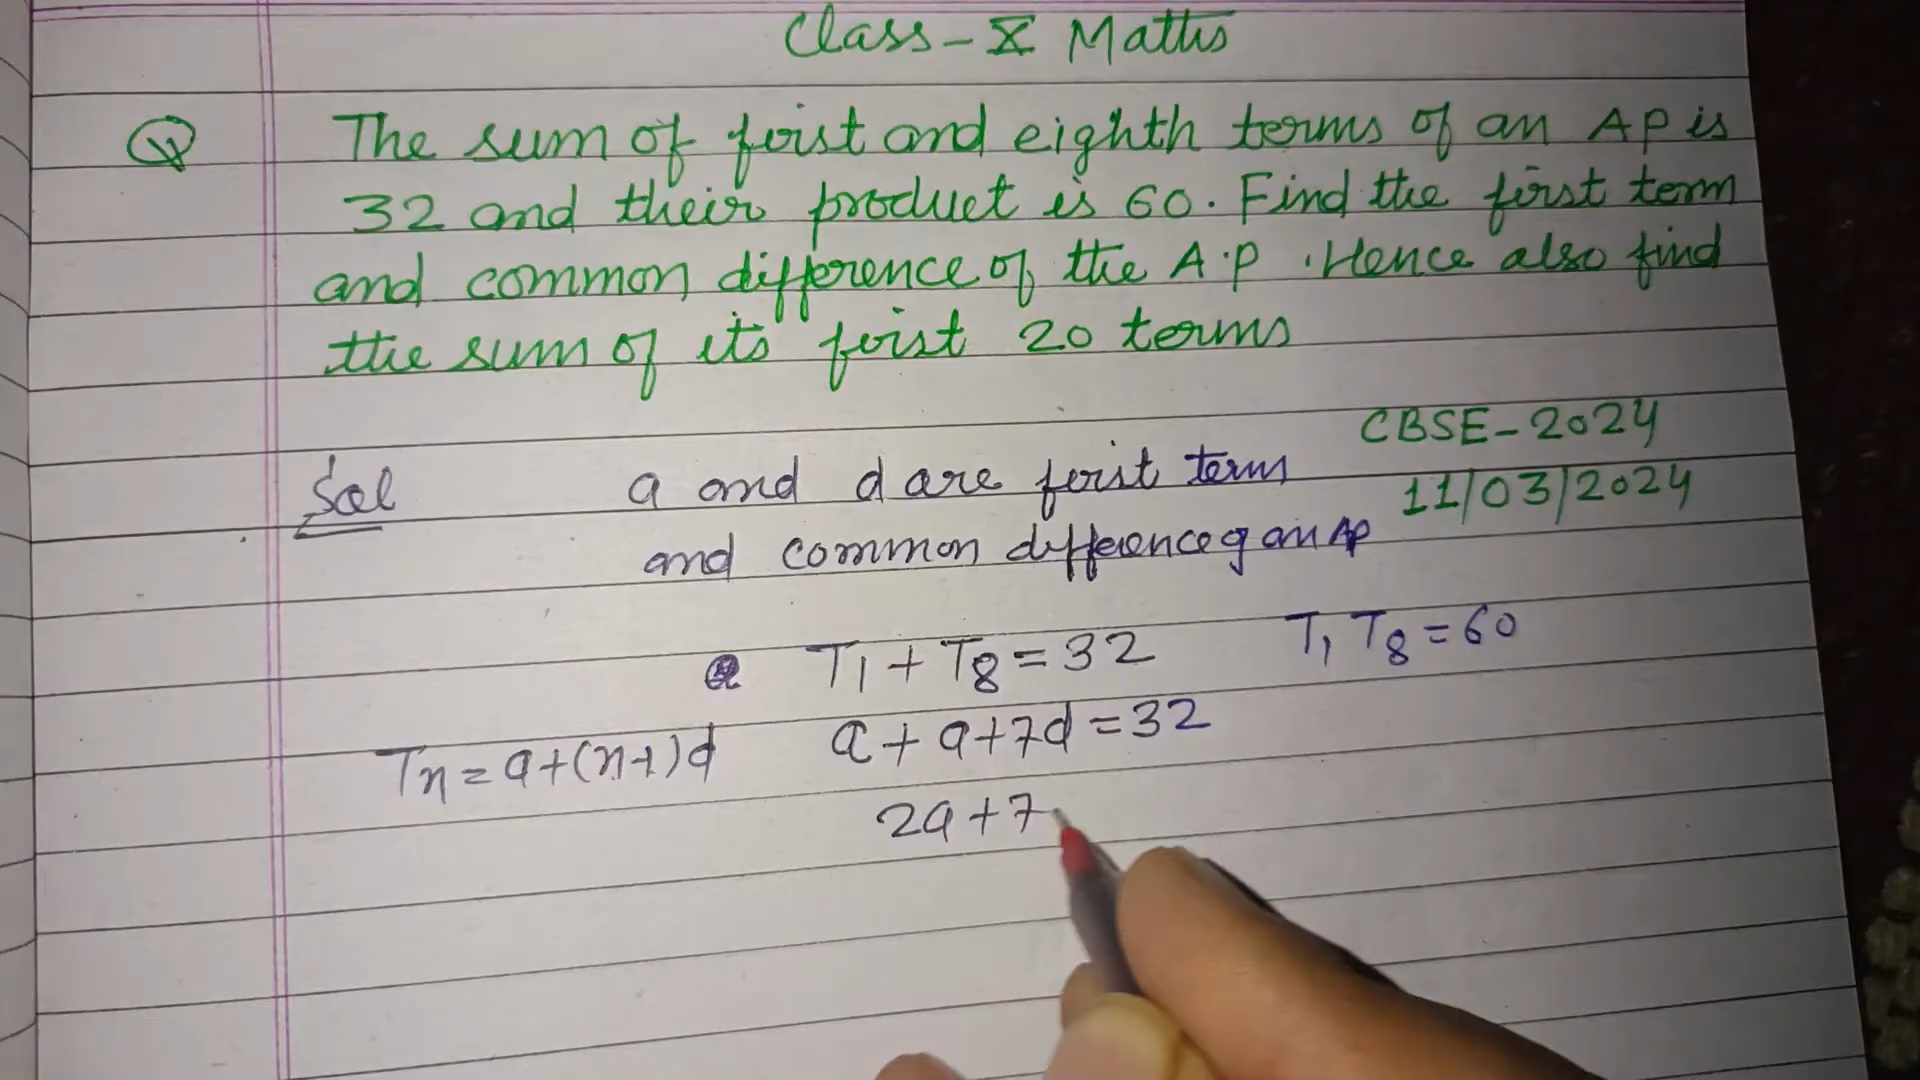 Class-X Maths
Q The sum of first and eighth terms of an AP is
32 and their product is 60. Find the first term
and common difference of the A.P. Hence also find
the sum of its first 20 terms
CBSE-2024
11/03/2024
Sol a and d are first term
and common difference of an AP
T1 + T8 = 32 T1 T8 = 60
Tn = a+(n-1)d a + a+7d = 32
2a+7